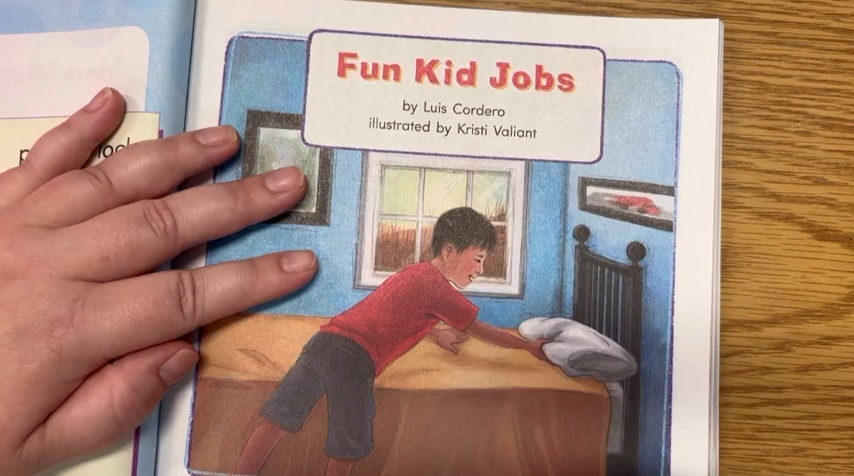 Fun Kid Jobs
by Luis Cordero
illustrated by Kristi Valiant